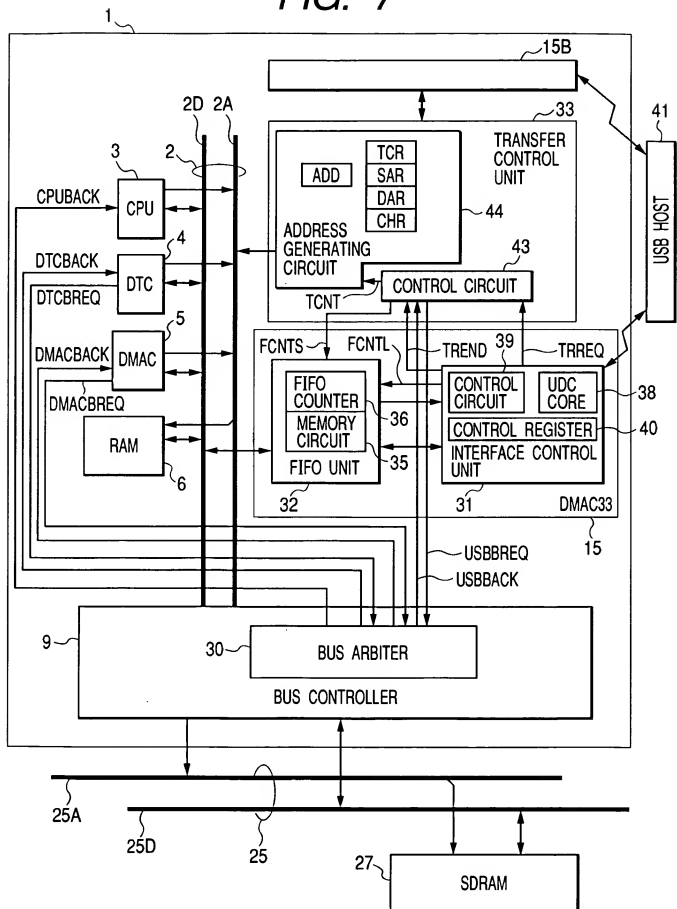 FIG. 7
1
15B
2D 2A
33
41
3
2
TRANSFER
CONTROL
UNIT
TCR
SAR
DAR
CHR
ADD
CPUBACK
CPU
44
USB HOST
4
ADDRESS
GENERATING
CIRCUIT
DTCBACK
DTC
43
DTCBREQ
TCNT
CONTROL CIRCUIT
5
DMACBACK
DMAC
FCNTS
FCNTL
TREND
39
TRREQ
DMACBREQ
FIFO
COUNTER
36
CONTROL
CIRCUIT
UDC
CORE
38
RAM
MEMORY
CIRCUIT
35
CONTROL REGISTER
40
6
FIFO UNIT
INTERFACE CONTROL
UNIT
32
31
DMAC33
15
USBBREQ
USBBACK
9
30
BUS ARBITER
BUS CONTROLLER
25A
25D
25
27
SDRAM